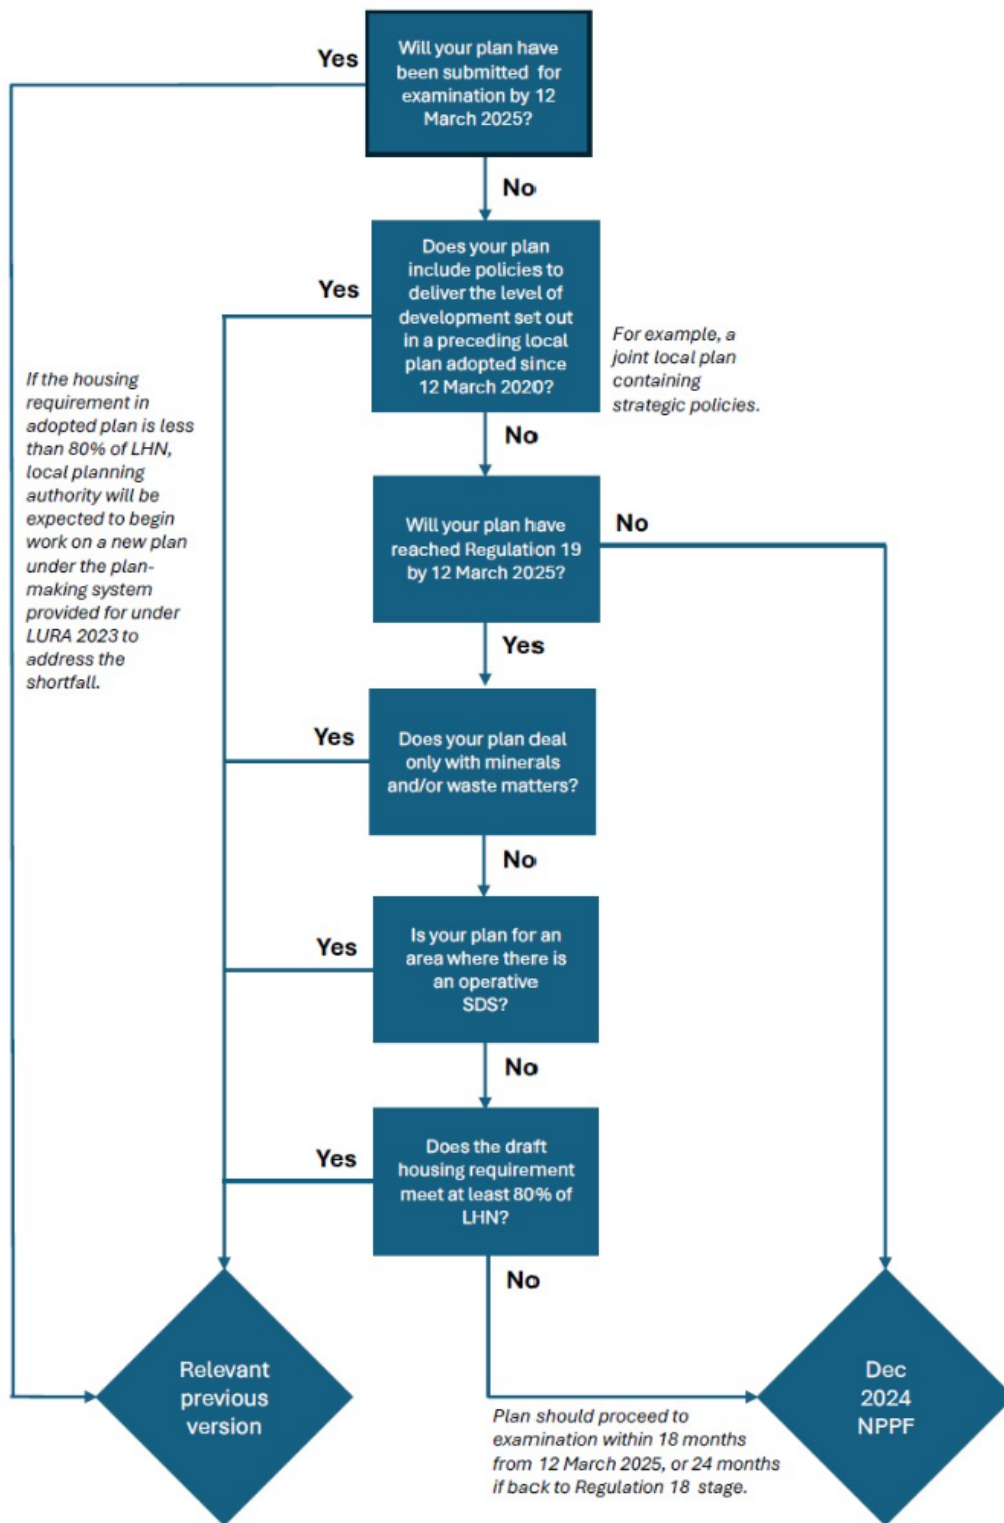 Yes
Will your plan have
been submitted for
examination by 12
March 2025?
No
Yes
Does your plan
include policies to
deliver the level of
development set out
in a preceding local
plan adopted since
12 March 2020?
For example, a
joint local plan
containing
strategic policies.
If the housing
requirement in
adopted plan is less
than 80% of LHN,
local planning
authority will be
expected to begin
work on a new plan
under the plan-
making system
provided for under
LURA 2023 to
address the
shortfall.
No
Will your plan have
reached Regulation 19
by 12 March 2025?
No
Yes
Yes
Does your plan deal
only with minerals
and/or waste matters?
No
Yes
Is your plan for an
area where there is
an operative
SDS?
No
Yes
Does the draft
housing requirement
meet at least 80% of
LHN?
No
Relevant
previous
version
Dec
2024
NPPF
Plan should proceed to
examination within 18 months
from 12 March 2025, or 24 months
if back to Regulation 18 stage.